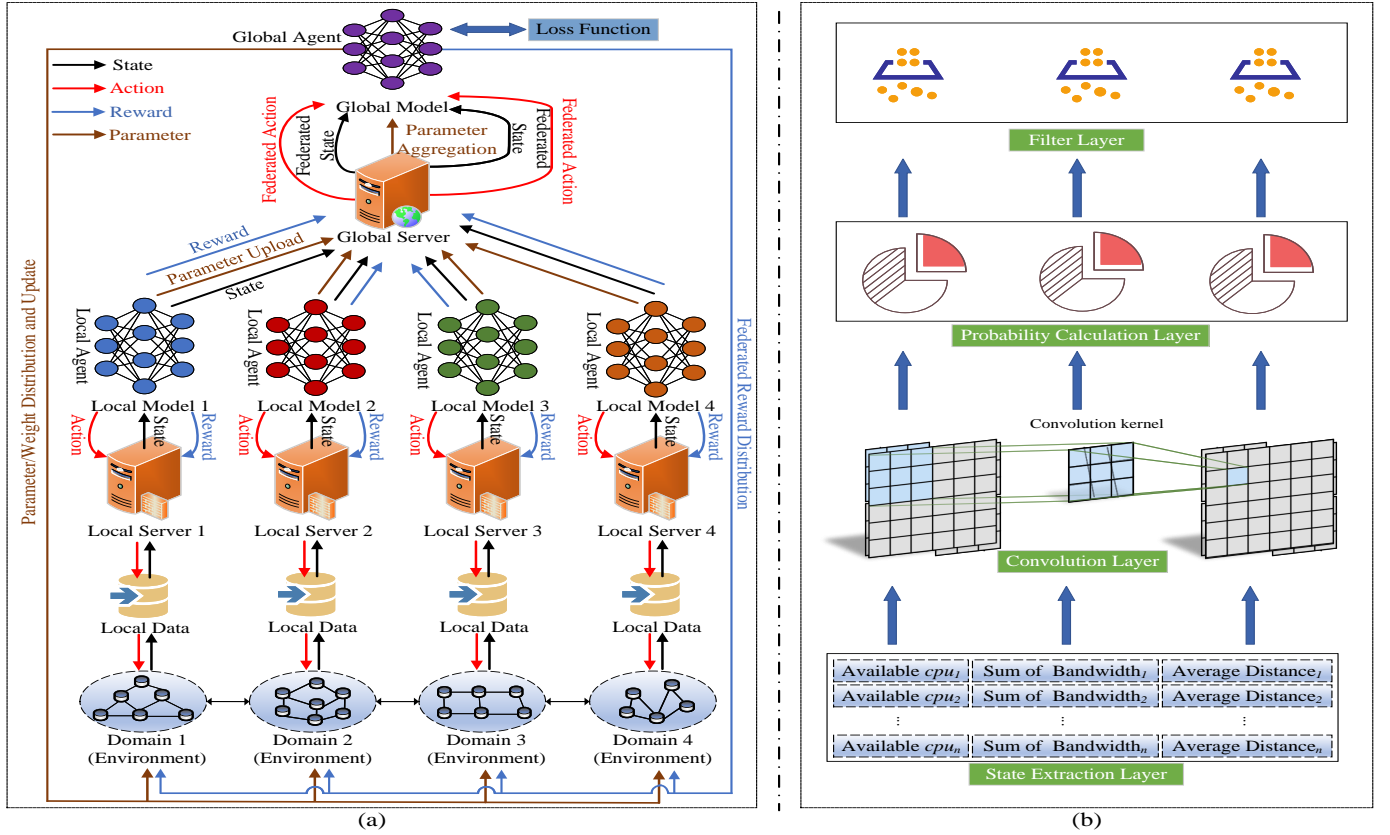 Global Agent
Loss Function
State
Action
Reward
Parameter
Global Model
Federated Action
Federated
State
Parameter
Aggregation
State
Federated
Federated Action
Global Server
Reward
Parameter Upload
State
Parameter/Weight Distribution and Update
Federated Reward Distribution
Local Agent
Local Agent
Local Agent
Local Agent
Local Model 1
Local Model 2
Local Model 3
Local Model 4
Action
State
Reward
Action
State
Reward
Action
State
Reward
Action
State
Reward
Local Server 1
Local Server 2
Local Server 3
Local Server 4
Local Data
Local Data
Local Data
Local Data
Domain 1
(Environment)
Domain 2
(Environment)
Domain 3
(Environment)
Domain 4
(Environment)
(a)
Filter Layer
Probability Calculation Layer
Convolution kernel
Convolution Layer
Available cpu1 Sum of Bandwidth1 Average Distance1
Available cpu2 Sum of Bandwidth2 Average Distance2
⋮ ⋮ ⋮
Available cpun Sum of Bandwidthn Average Distancen
State Extraction Layer
(b)